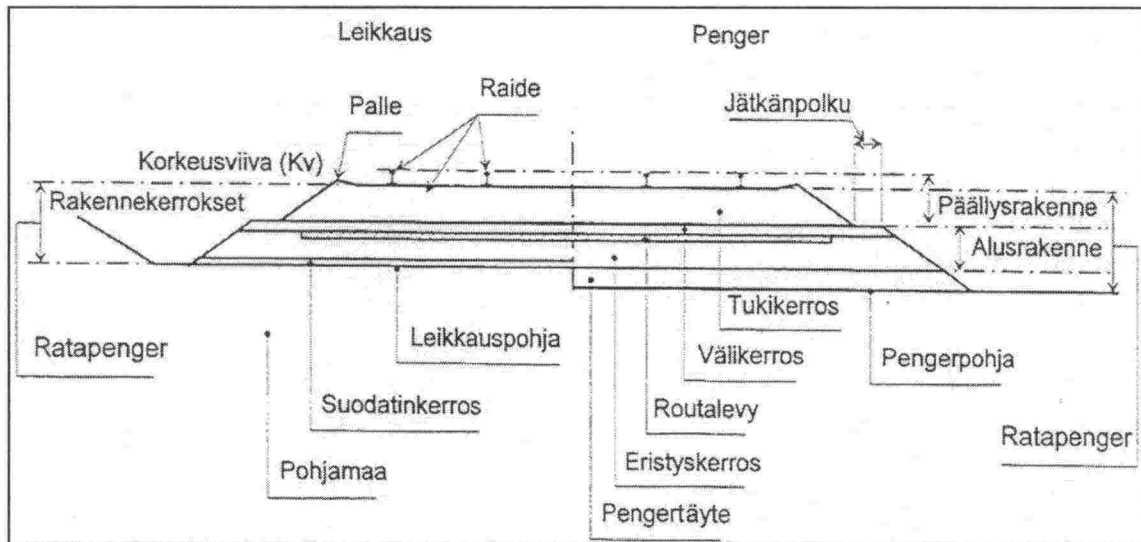 Leikkaus
Penger
Raide
Palle
Jätkänpolku
Korkeusviiva (Kv)
Rakennekerrokset
Päällysrakenne
Alusrakenne
Tukikerros
Leikkauspohja
Ratapenger
Välikerros
Pengerpohja
Suodatinkerros
Routalevy
Ratapenger
Eristyskerros
Pohjamaa
Pengertäyte